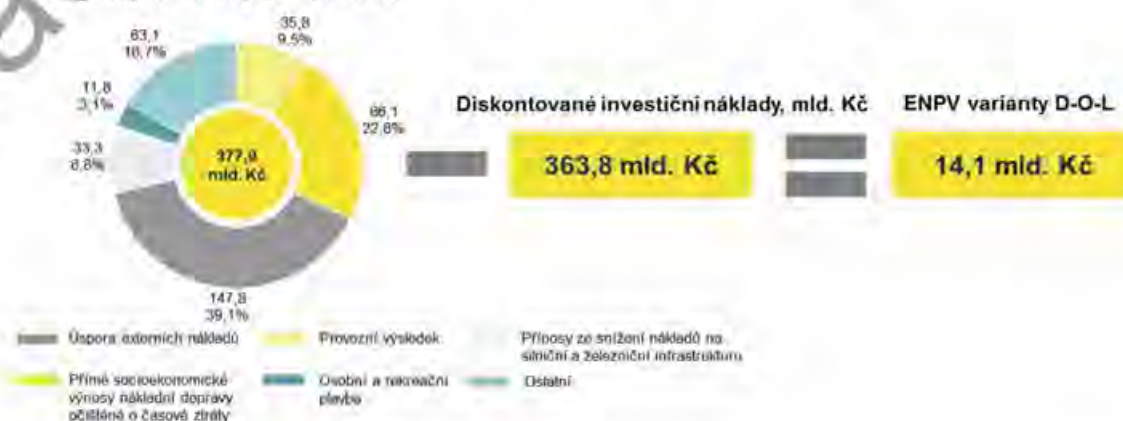 63,1
16,7%
35,8
9,5%
11,8
3,1%
86,1
22,8%
33,3
8,8%
377,9
mld. Kč
147,8
39,1%
Diskontované investiční náklady, mld. Kč
363,8 mld. Kč
ENPV varianty D-O-L
14,1 mld. Kč
Úspora externích nákladů
Provozní výsledek
Přínosy ze snížení nákladů na
silniční a železniční infrastrukturu
Přímé socioekonomické
výnosy nákladní dopravy
očištěné o časové ztráty
Osobní a rekreační
plavba
Ostatní